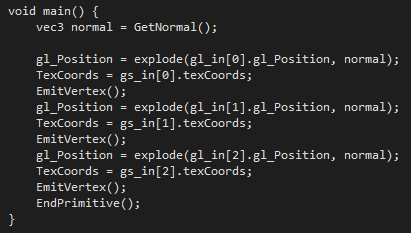 void main() {
    vec3 normal = GetNormal();

    gl_Position = explode(gl_in[0].gl_Position, normal);
    TexCoords = gs_in[0].texCoords;
    EmitVertex();
    gl_Position = explode(gl_in[1].gl_Position, normal);
    TexCoords = gs_in[1].texCoords;
    EmitVertex();
    gl_Position = explode(gl_in[2].gl_Position, normal);
    TexCoords = gs_in[2].texCoords;
    EmitVertex();
    EndPrimitive();
}